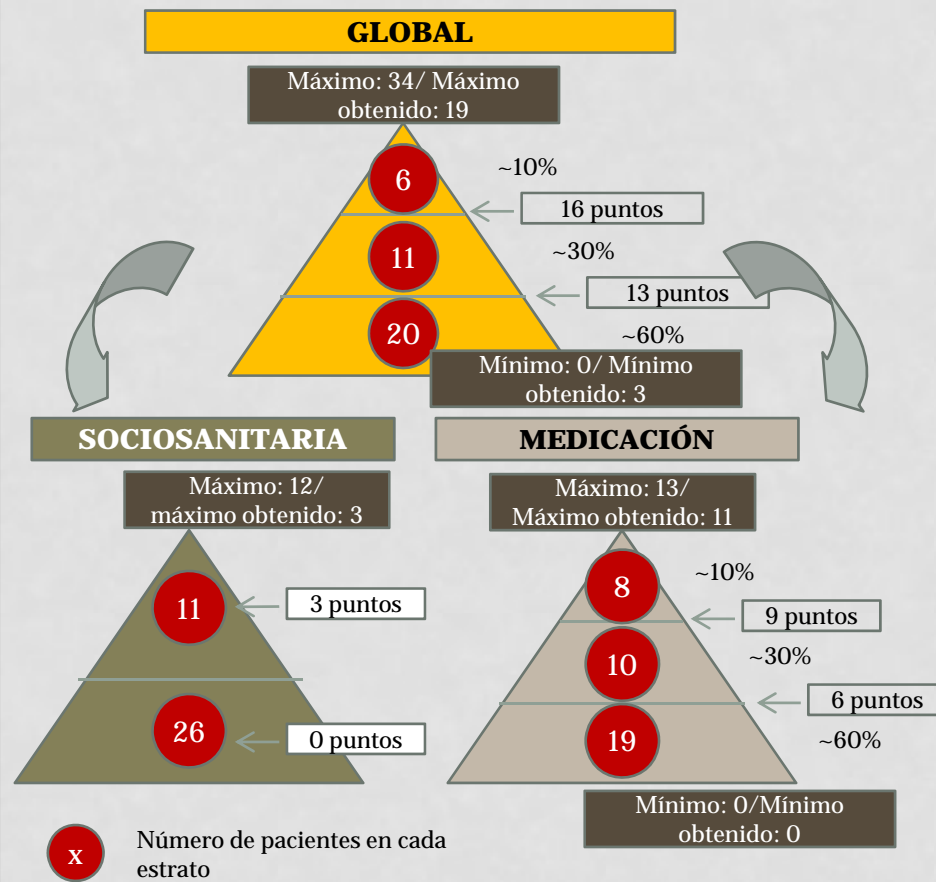 GLOBAL
Máximo: 34/ Máximo
obtenido: 19
6
~10%
16 puntos
11
~30%
13 puntos
20
~60%
Mínimo: 0/ Mínimo
obtenido: 3
SOCIOSANITARIA
Máximo: 12/
máximo obtenido: 3
11
3 puntos
26
0 puntos
MEDICACIÓN
Máximo: 13/
Máximo obtenido: 11
8
~10%
9 puntos
10
~30%
6 puntos
19
~60%
Mínimo: 0/Mínimo
obtenido: 0
x
Número de pacientes en cada
estrato